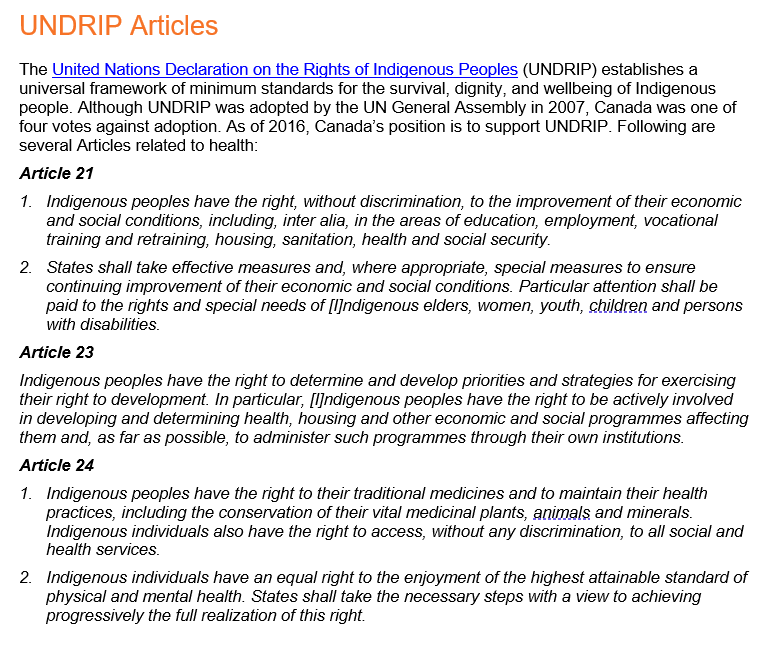 UNDRIP Articles
The United Nations Declaration on the Rights of Indigenous Peoples (UNDRIP) establishes a
universal framework of minimum standards for the survival, dignity, and wellbeing of Indigenous
people. Although UNDRIP was adopted by the UN General Assembly in 2007, Canada was one of
four votes against adoption. As of 2016, Canada’s position is to support UNDRIP. Following are
several Articles related to health:
Article 21
1. Indigenous peoples have the right, without discrimination, to the improvement of their economic
and social conditions, including, inter alia, in the areas of education, employment, vocational
training and retraining, housing, sanitation, health and social security.
2. States shall take effective measures and, where appropriate, special measures to ensure
continuing improvement of their economic and social conditions. Particular attention shall be
paid to the rights and special needs of [I]ndigenous elders, women, youth, children and persons
with disabilities.
Article 23
Indigenous peoples have the right to determine and develop priorities and strategies for exercising
their right to development. In particular, [I]ndigenous peoples have the right to be actively involved
in developing and determining health, housing and other economic and social programmes affecting
them and, as far as possible, to administer such programmes through their own institutions.
Article 24
1. Indigenous peoples have the right to their traditional medicines and to maintain their health
practices, including the conservation of their vital medicinal plants, animals and minerals.
Indigenous individuals also have the right to access, without any discrimination, to all social and
health services.
2. Indigenous individuals have an equal right to the enjoyment of the highest attainable standard of
physical and mental health. States shall take the necessary steps with a view to achieving
progressively the full realization of this right.